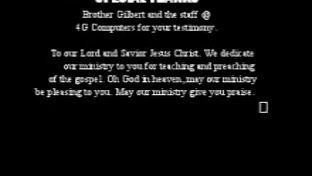 SPECIAL THANKS
Brother Gilbert and the staff @
4G Computers for your testimony.
To our Lord and Savior Jesus Christ. We dedicate
our ministry to you for teaching and preaching
of the gospel. Oh God in heaven, may our ministry
be pleasing to you. May our ministry give you praise.